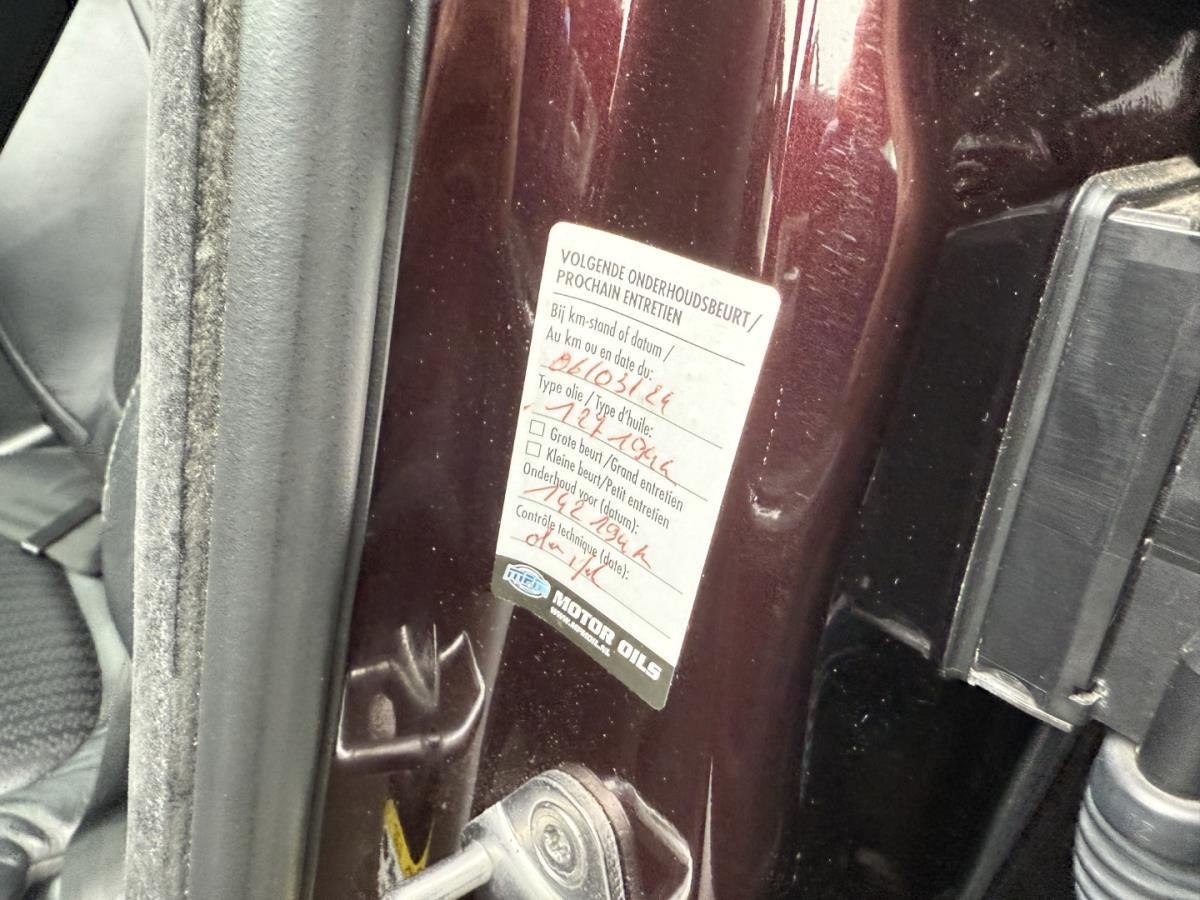 VOLGENDE ONDERHOUDSBEURT/
PROCHAIN ENTRETIEN
Bij km-stand of datum /
Au km ou en date du:
06/03/24
Type olie / Type d'huile:
Grote beurt/Grand entretien
Kleine beurt/Petit entretien
Onderhoud voor (datum):
142 194
Contrôle technique (date):
MOTOR OILS